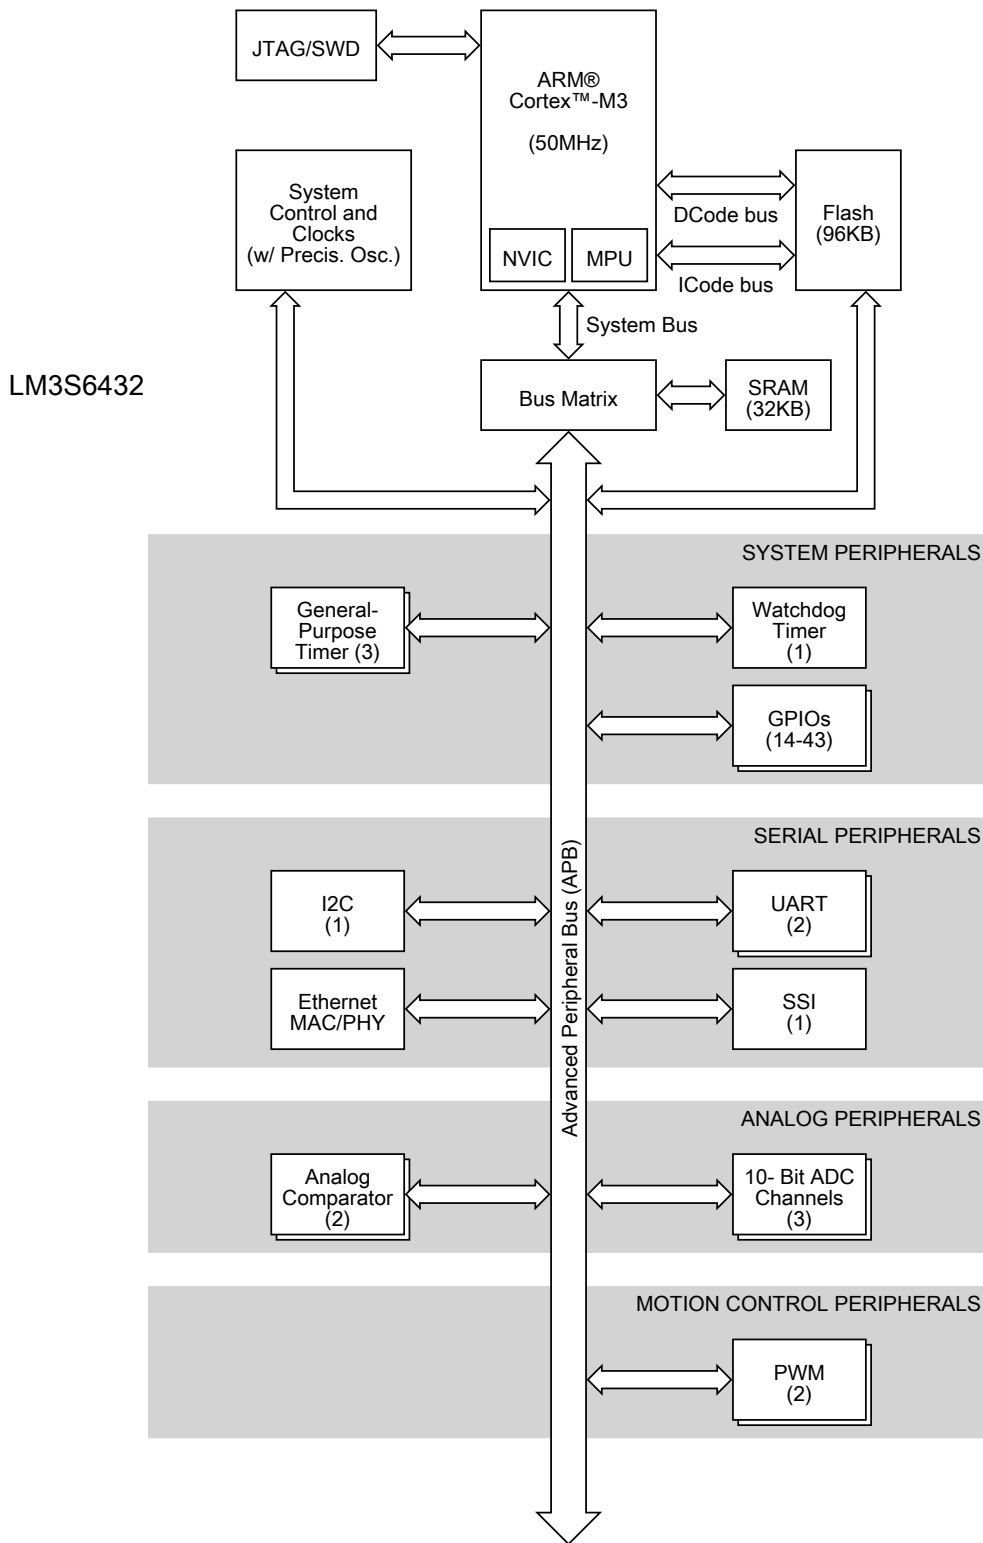 JTAG/SWD
ARM®
Cortex™-M3
(50MHz)
NVIC
MPU
System
Control and
Clocks
(w/ Precis. Osc.)
DCode bus
ICode bus
Flash
(96KB)
System Bus
LM3S6432
Bus Matrix
SRAM
(32KB)
SYSTEM PERIPHERALS
General-
Purpose
Timer (3)
Watchdog
Timer
(1)
GPIOs
(14-43)
Advanced Peripheral Bus (APB)
SERIAL PERIPHERALS
I2C
(1)
UART
(2)
Ethernet
MAC/PHY
SSI
(1)
ANALOG PERIPHERALS
Analog
Comparator
(2)
10- Bit ADC
Channels
(3)
MOTION CONTROL PERIPHERALS
PWM
(2)